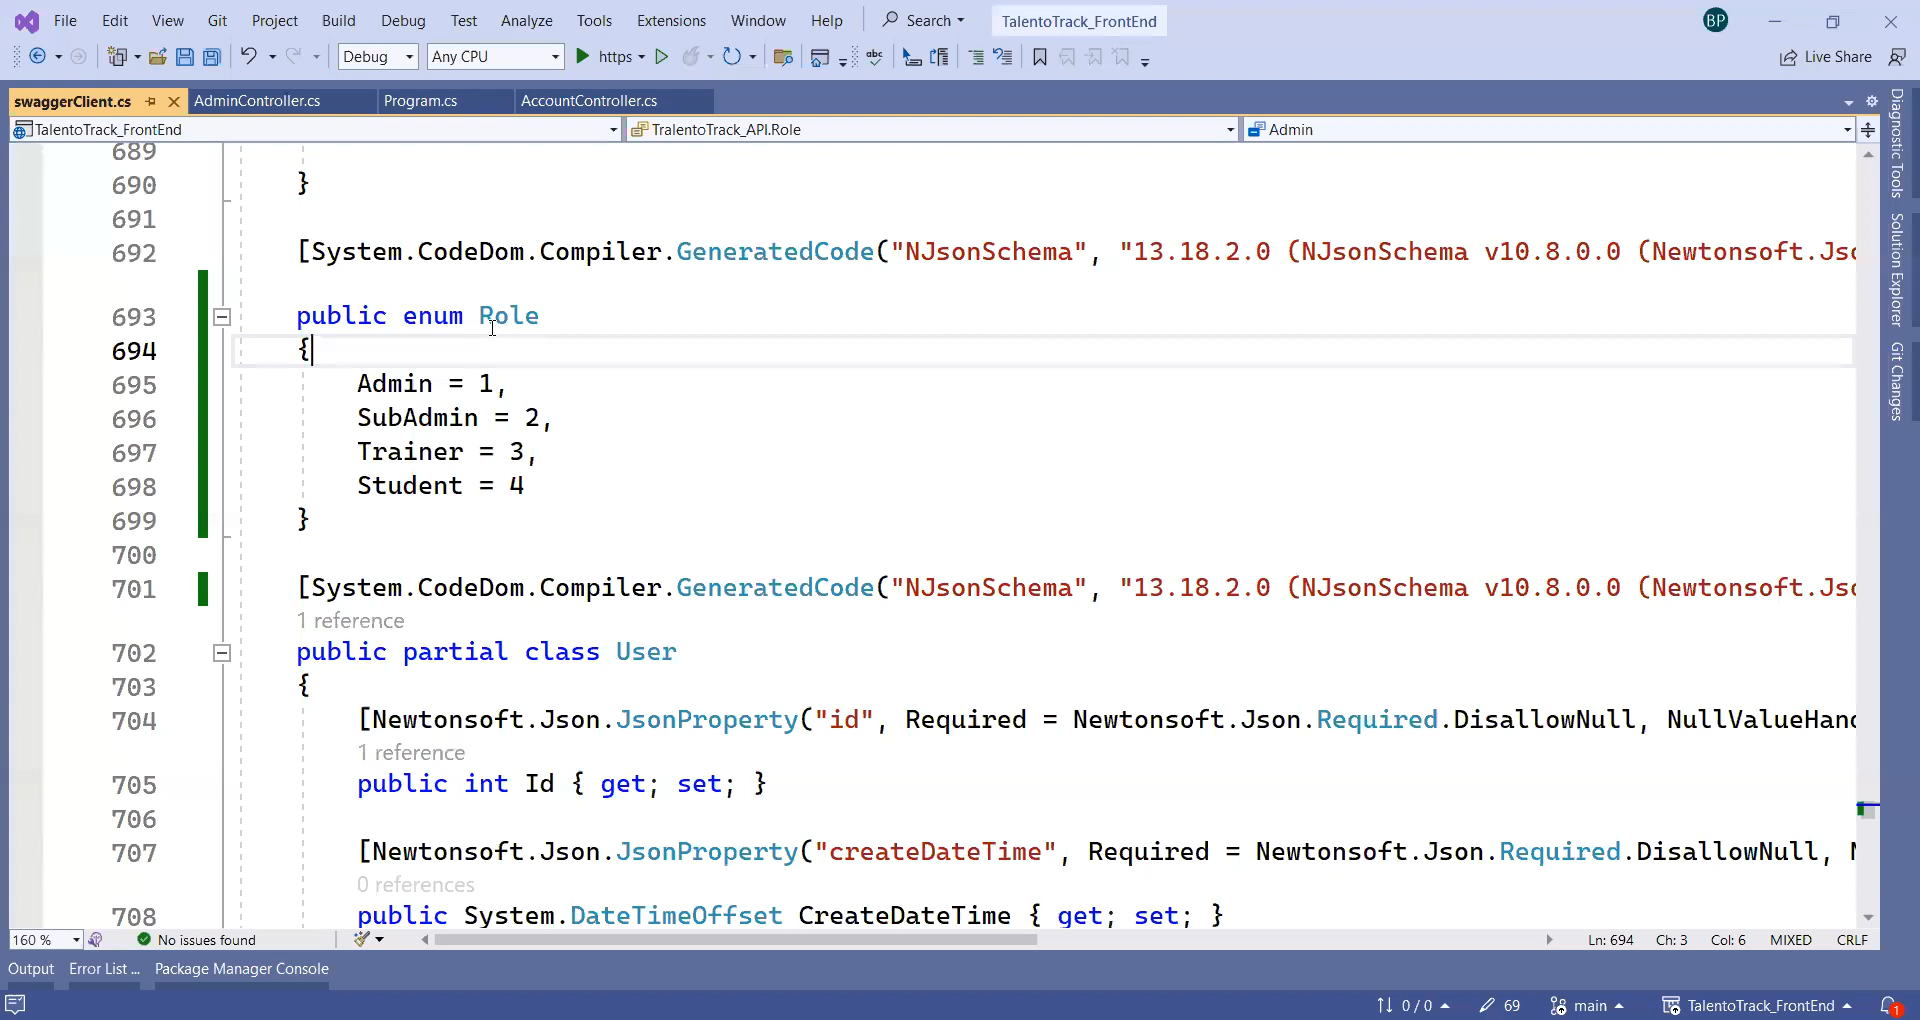 File Edit View Git Project Build Debug Test Analyze Tools Extensions Window Help Search TalentoTrack_FrontEnd BP
Debug Any CPU https Live Share
swaggerClient.cs AdminController.cs Program.cs AccountController.cs
TalentoTrack_FrontEnd TralentoTrack_API.Role Admin
689
690 }
691
692 [System.CodeDom.Compiler.GeneratedCode("NJsonSchema", "13.18.2.0 (NJsonSchema v10.8.0.0 (Newtonsoft.Jso
693 public enum Role
694 {
695 Admin = 1,
696 SubAdmin = 2,
697 Trainer = 3,
698 Student = 4
699 }
700
701 [System.CodeDom.Compiler.GeneratedCode("NJsonSchema", "13.18.2.0 (NJsonSchema v10.8.0.0 (Newtonsoft.Jso
1 reference
702 public partial class User
703 {
704 [Newtonsoft.Json.JsonProperty("id", Required = Newtonsoft.Json.Required.DisallowNull, NullValueHand
1 reference
705 public int Id { get; set; }
706
707 [Newtonsoft.Json.JsonProperty("createDateTime", Required = Newtonsoft.Json.Required.DisallowNull, N
0 references
708 public System.DateTimeOffset CreateDateTime { get; set; }
160 % No issues found Ln: 694 Ch: 3 Col: 6 MIXED CRLF
Output Error List ... Package Manager Console
0 / 0 69 main TalentoTrack_FrontEnd 1
Diagnostic Tools
Solution Explorer
Git Changes